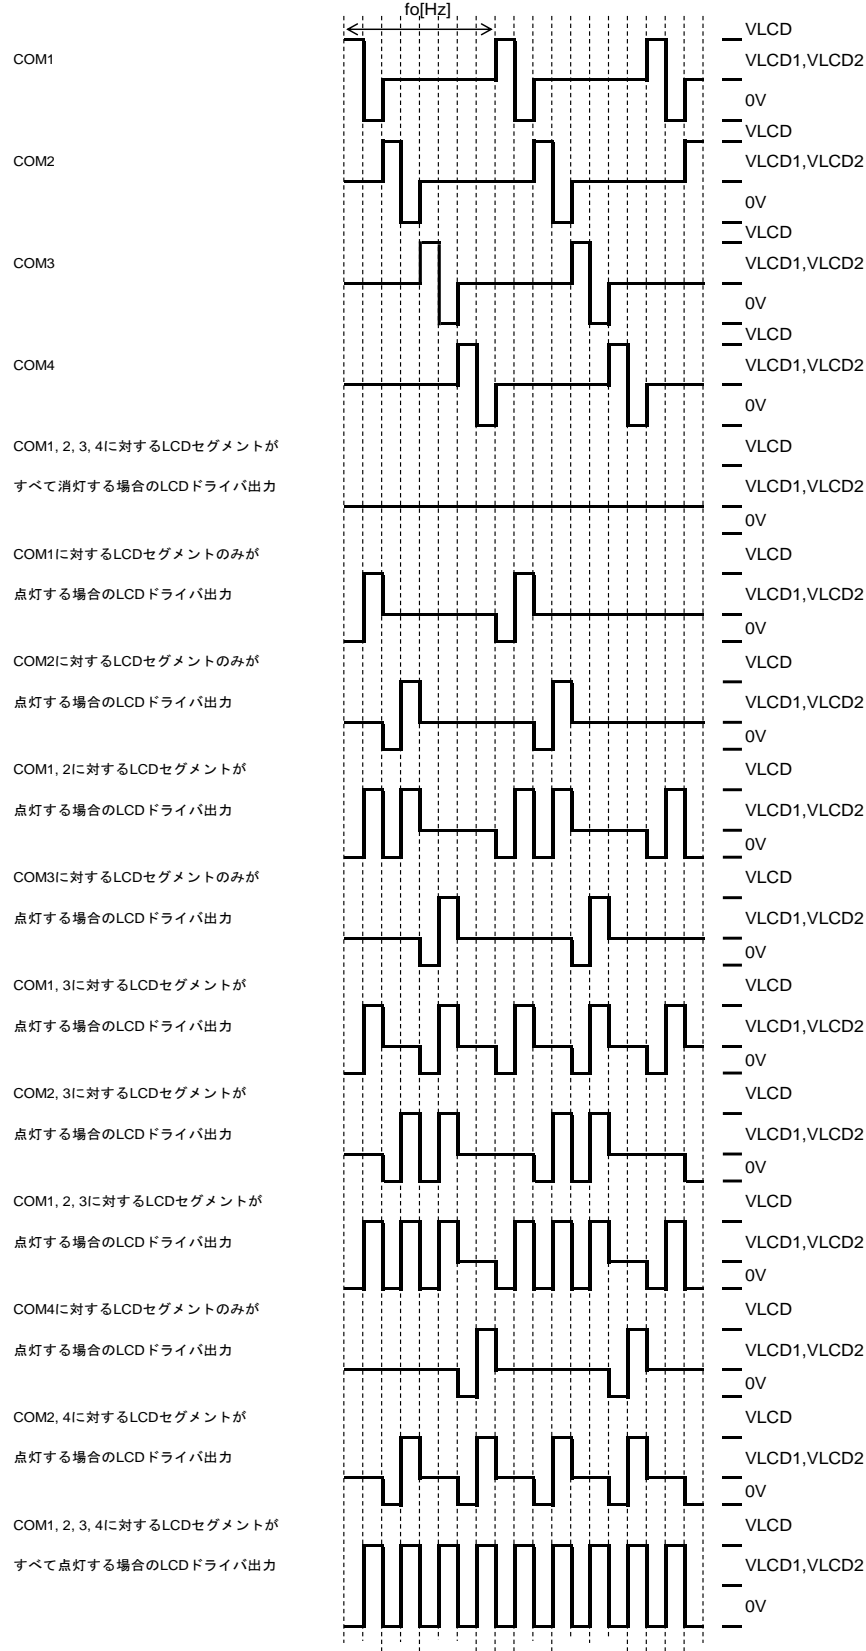 fo[Hz]
VLCD
COM1
VLCD1,VLCD2
0V
VLCD
COM2
VLCD1,VLCD2
0V
VLCD
COM3
VLCD1,VLCD2
0V
VLCD
COM4
VLCD1,VLCD2
0V
COM1, 2, 3, 4に対するLCDセグメントが
VLCD
すべて消灯する場合のLCDドライバ出力
VLCD1,VLCD2
0V
COM1に対するLCDセグメントのみが
VLCD
点灯する場合のLCDドライバ出力
VLCD1,VLCD2
0V
COM2に対するLCDセグメントのみが
VLCD
点灯する場合のLCDドライバ出力
VLCD1,VLCD2
0V
COM1, 2に対するLCDセグメントが
VLCD
点灯する場合のLCDドライバ出力
VLCD1,VLCD2
0V
COM3に対するLCDセグメントのみが
VLCD
点灯する場合のLCDドライバ出力
VLCD1,VLCD2
0V
COM1, 3に対するLCDセグメントが
VLCD
点灯する場合のLCDドライバ出力
VLCD1,VLCD2
0V
COM2, 3に対するLCDセグメントが
VLCD
点灯する場合のLCDドライバ出力
VLCD1,VLCD2
0V
COM1, 2, 3に対するLCDセグメントが
VLCD
点灯する場合のLCDドライバ出力
VLCD1,VLCD2
0V
COM4に対するLCDセグメントのみが
VLCD
点灯する場合のLCDドライバ出力
VLCD1,VLCD2
0V
COM2, 4に対するLCDセグメントが
VLCD
点灯する場合のLCDドライバ出力
VLCD1,VLCD2
0V
COM1, 2, 3, 4に対するLCDセグメントが
VLCD
すべて点灯する場合のLCDドライバ出力
VLCD1,VLCD2
0V